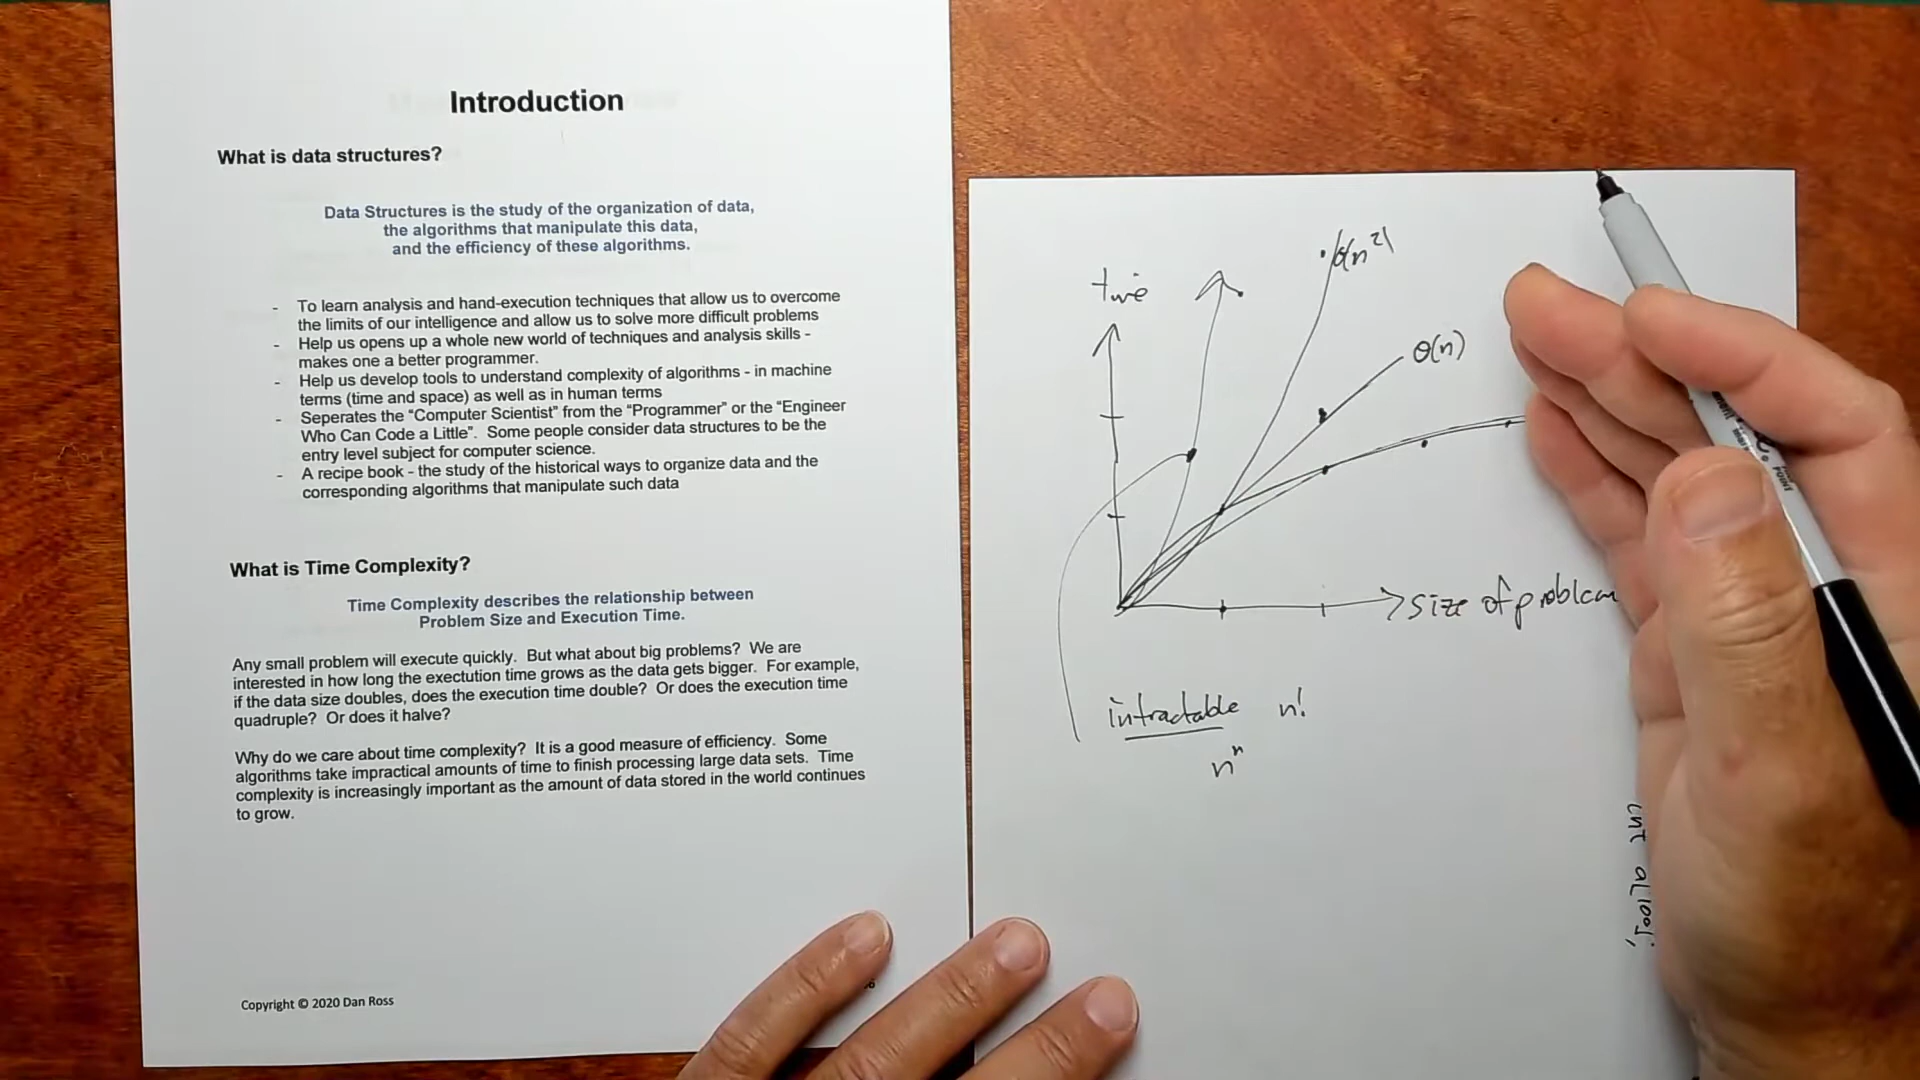 Introduction
What is data structures?
Data Structures is the study of the organization of data,
the algorithms that manipulate this data,
and the efficiency of these algorithms.
- To learn analysis and hand-execution techniques that allow us to overcome
the limits of our intelligence and allow us to solve more difficult problems
- Help us opens up a whole new world of techniques and analysis skills -
makes one a better programmer.
- Help us develop tools to understand complexity of algorithms - in machine
terms (time and space) as well as in human terms
- Seperates the “Computer Scientist” from the “Programmer” or the “Engineer
Who Can Code a Little”. Some people consider data structures to be the
entry level subject for computer science.
- A recipe book - the study of the historical ways to organize data and the
corresponding algorithms that manipulate such data
What is Time Complexity?
Time Complexity describes the relationship between
Problem Size and Execution Time.
Any small problem will execute quickly. But what about big problems? We are
interested in how long the exectution time grows as the data gets bigger. For example,
if the data size doubles, does the execution time double? Or does the execution time
quadruple? Or does it halve?
Why do we care about time complexity? It is a good measure of efficiency. Some
algorithms take impractical amounts of time to finish processing large data sets. Time
complexity is increasingly important as the amount of data stored in the world continues
to grow.
Copyright © 2020 Dan Ross
time
(n²)
Θ(n)
size of problem
intractable n!
nⁿ